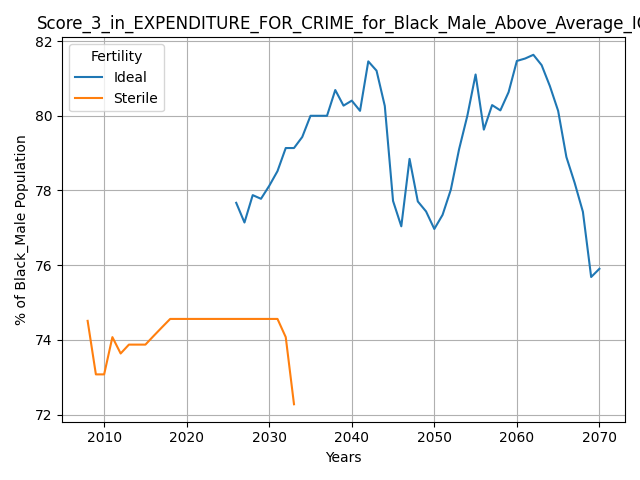 Score_3_in_EXPENDITURE_FOR_CRIME_for_Black_Male_Above_Average_IC
Fertility
Ideal
Sterile
% of Black_Male Population
82
80
78
76
74
72
2010 2020 2030 2040 2050 2060 2070
Years